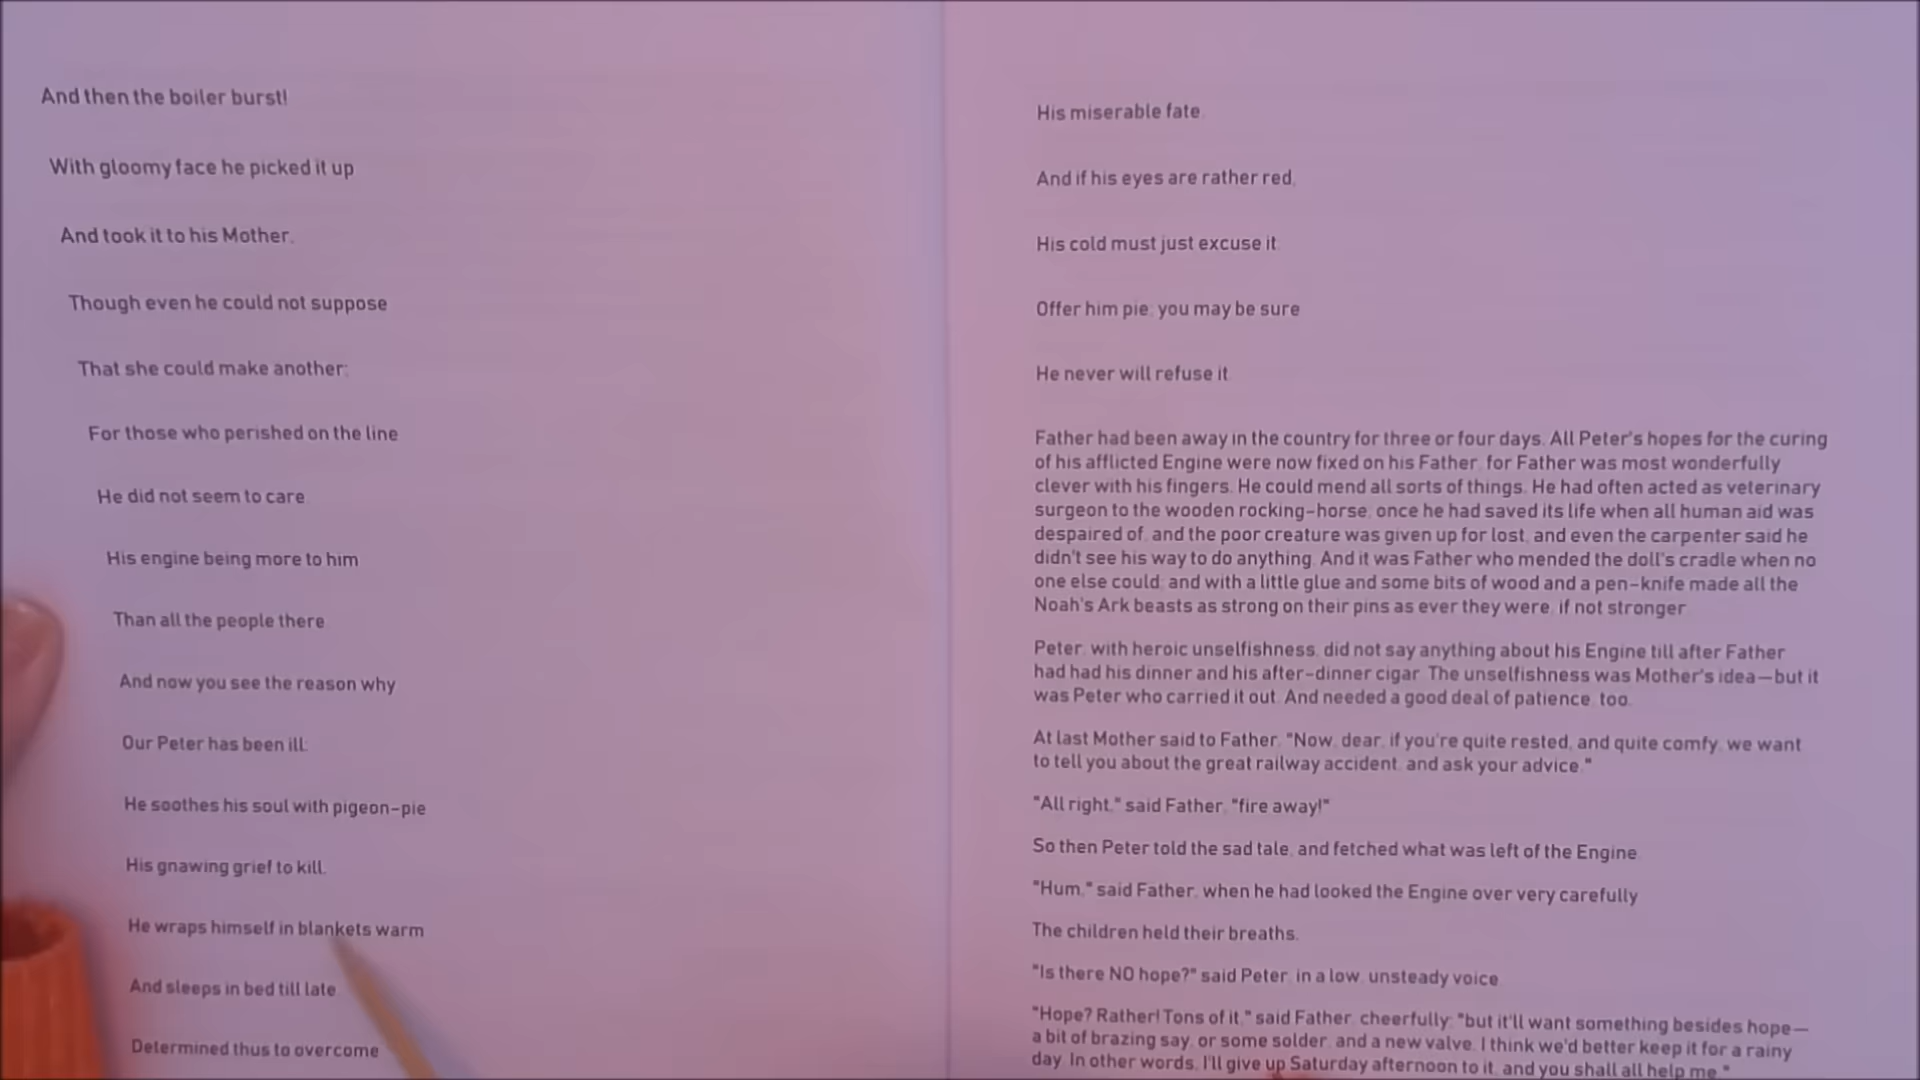 And then the boiler burst!
With gloomy face he picked it up
And took it to his Mother,
Though even he could not suppose
That she could make another;
For those who perished on the line
He did not seem to care,
His engine being more to him
Than all the people there.
And now you see the reason why
Our Peter has been ill:
He soothes his soul with pigeon-pie
His gnawing grief to kill.
He wraps himself in blankets warm
And sleeps in bed till late,
Determined thus to overcome
His miserable fate.
And if his eyes are rather red,
His cold must just excuse it:
Offer him pie; you may be sure
He never will refuse it.
Father had been away in the country for three or four days. All Peter's hopes for the curing
of his afflicted Engine were now fixed on his Father, for Father was most wonderfully
clever with his fingers. He could mend all sorts of things. He had often acted as veterinary
surgeon to the wooden rocking-horse; once he had saved its life when all human aid was
despaired of, and the poor creature was given up for lost, and even the carpenter said he
didn't see his way to do anything. And it was Father who mended the doll's cradle when no
one else could; and with a little glue and some bits of wood and a pen-knife made all the
Noah's Ark beasts as strong on their pins as ever they were, if not stronger.
Peter, with heroic unselfishness, did not say anything about his Engine till after Father
had had his dinner and his after-dinner cigar. The unselfishness was Mother's idea—but it
was Peter who carried it out. And needed a good deal of patience, too.
At last Mother said to Father, "Now, dear, if you're quite rested, and quite comfy, we want
to tell you about the great railway accident, and ask your advice."
"All right," said Father, "fire away!"
So then Peter told the sad tale, and fetched what was left of the Engine.
"Hum," said Father, when he had looked the Engine over very carefully.
The children held their breaths.
"Is there NO hope?" said Peter, in a low, unsteady voice.
"Hope? Rather! Tons of it," said Father, cheerfully; "but it'll want something besides hope—
a bit of brazing say, or some solder, and a new valve. I think we'd better keep it for a rainy
day. In other words, I'll give up Saturday afternoon to it, and you shall all help me."